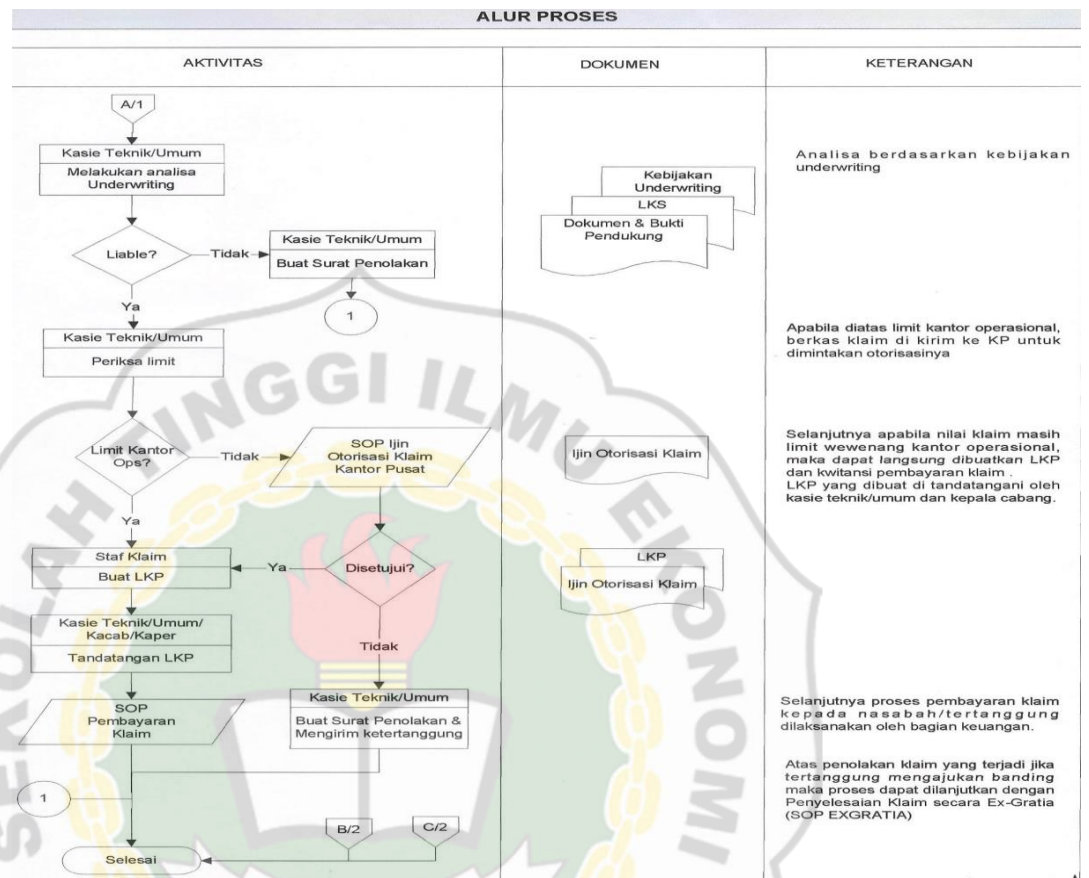 ALUR PROSES
AKTIVITAS
DOKUMEN
KETERANGAN
A/1
Kasie Teknik/Umum
Melakukan analisa
Underwriting
Kebijakan
Underwriting
LKS
Dokumen & Bukti
Pendukung
Analisa berdasarkan kebijakan
underwriting
Liable?
Tidak
Kasie Teknik/Umum
Buat Surat Penolakan
1
Ya
Kasie Teknik/Umum
Periksa limit
Apabila diatas limit kantor operasional,
berkas klaim di kirim ke KP untuk
dimintakan otorisasinya
Limit Kantor
Ops?
Tidak
SOP Ijin
Otorisasi Klaim
Kantor Pusat
Ijin Otorisasi Klaim
Selanjutnya apabila nilai klaim masih
limit wewenang kantor operasional,
maka dapat langsung dibuatkan LKP
dan kwitansi pembayaran klaim .
LKP yang dibuat di tandatangani oleh
kasie teknik/umum dan kepala cabang.
Ya
Staf Klaim
Buat LKP
Ya
Disetujui?
LKP
Ijin Otorisasi Klaim
Kasie Teknik/Umum/
Kacab/Kaper
Tandatangan LKP
Tidak
SOP
Pembayaran
Klaim
Kasie Teknik/Umum
Buat Surat Penolakan &
Mengirim ketertanggung
Selanjutnya proses pembayaran klaim
kepada nasabah/tertanggung
dilaksanakan oleh bagian keuangan.
Atas penolakan klaim yang terjadi jika
tertanggung mengajukan banding
maka proses dapat dilanjutkan dengan
Penyelesaian Klaim secara Ex-Gratia
(SOP EXGRATIA)
1
B/2
C/2
Selesai
SEKOLAH TINGGI ILMU EKONOMI